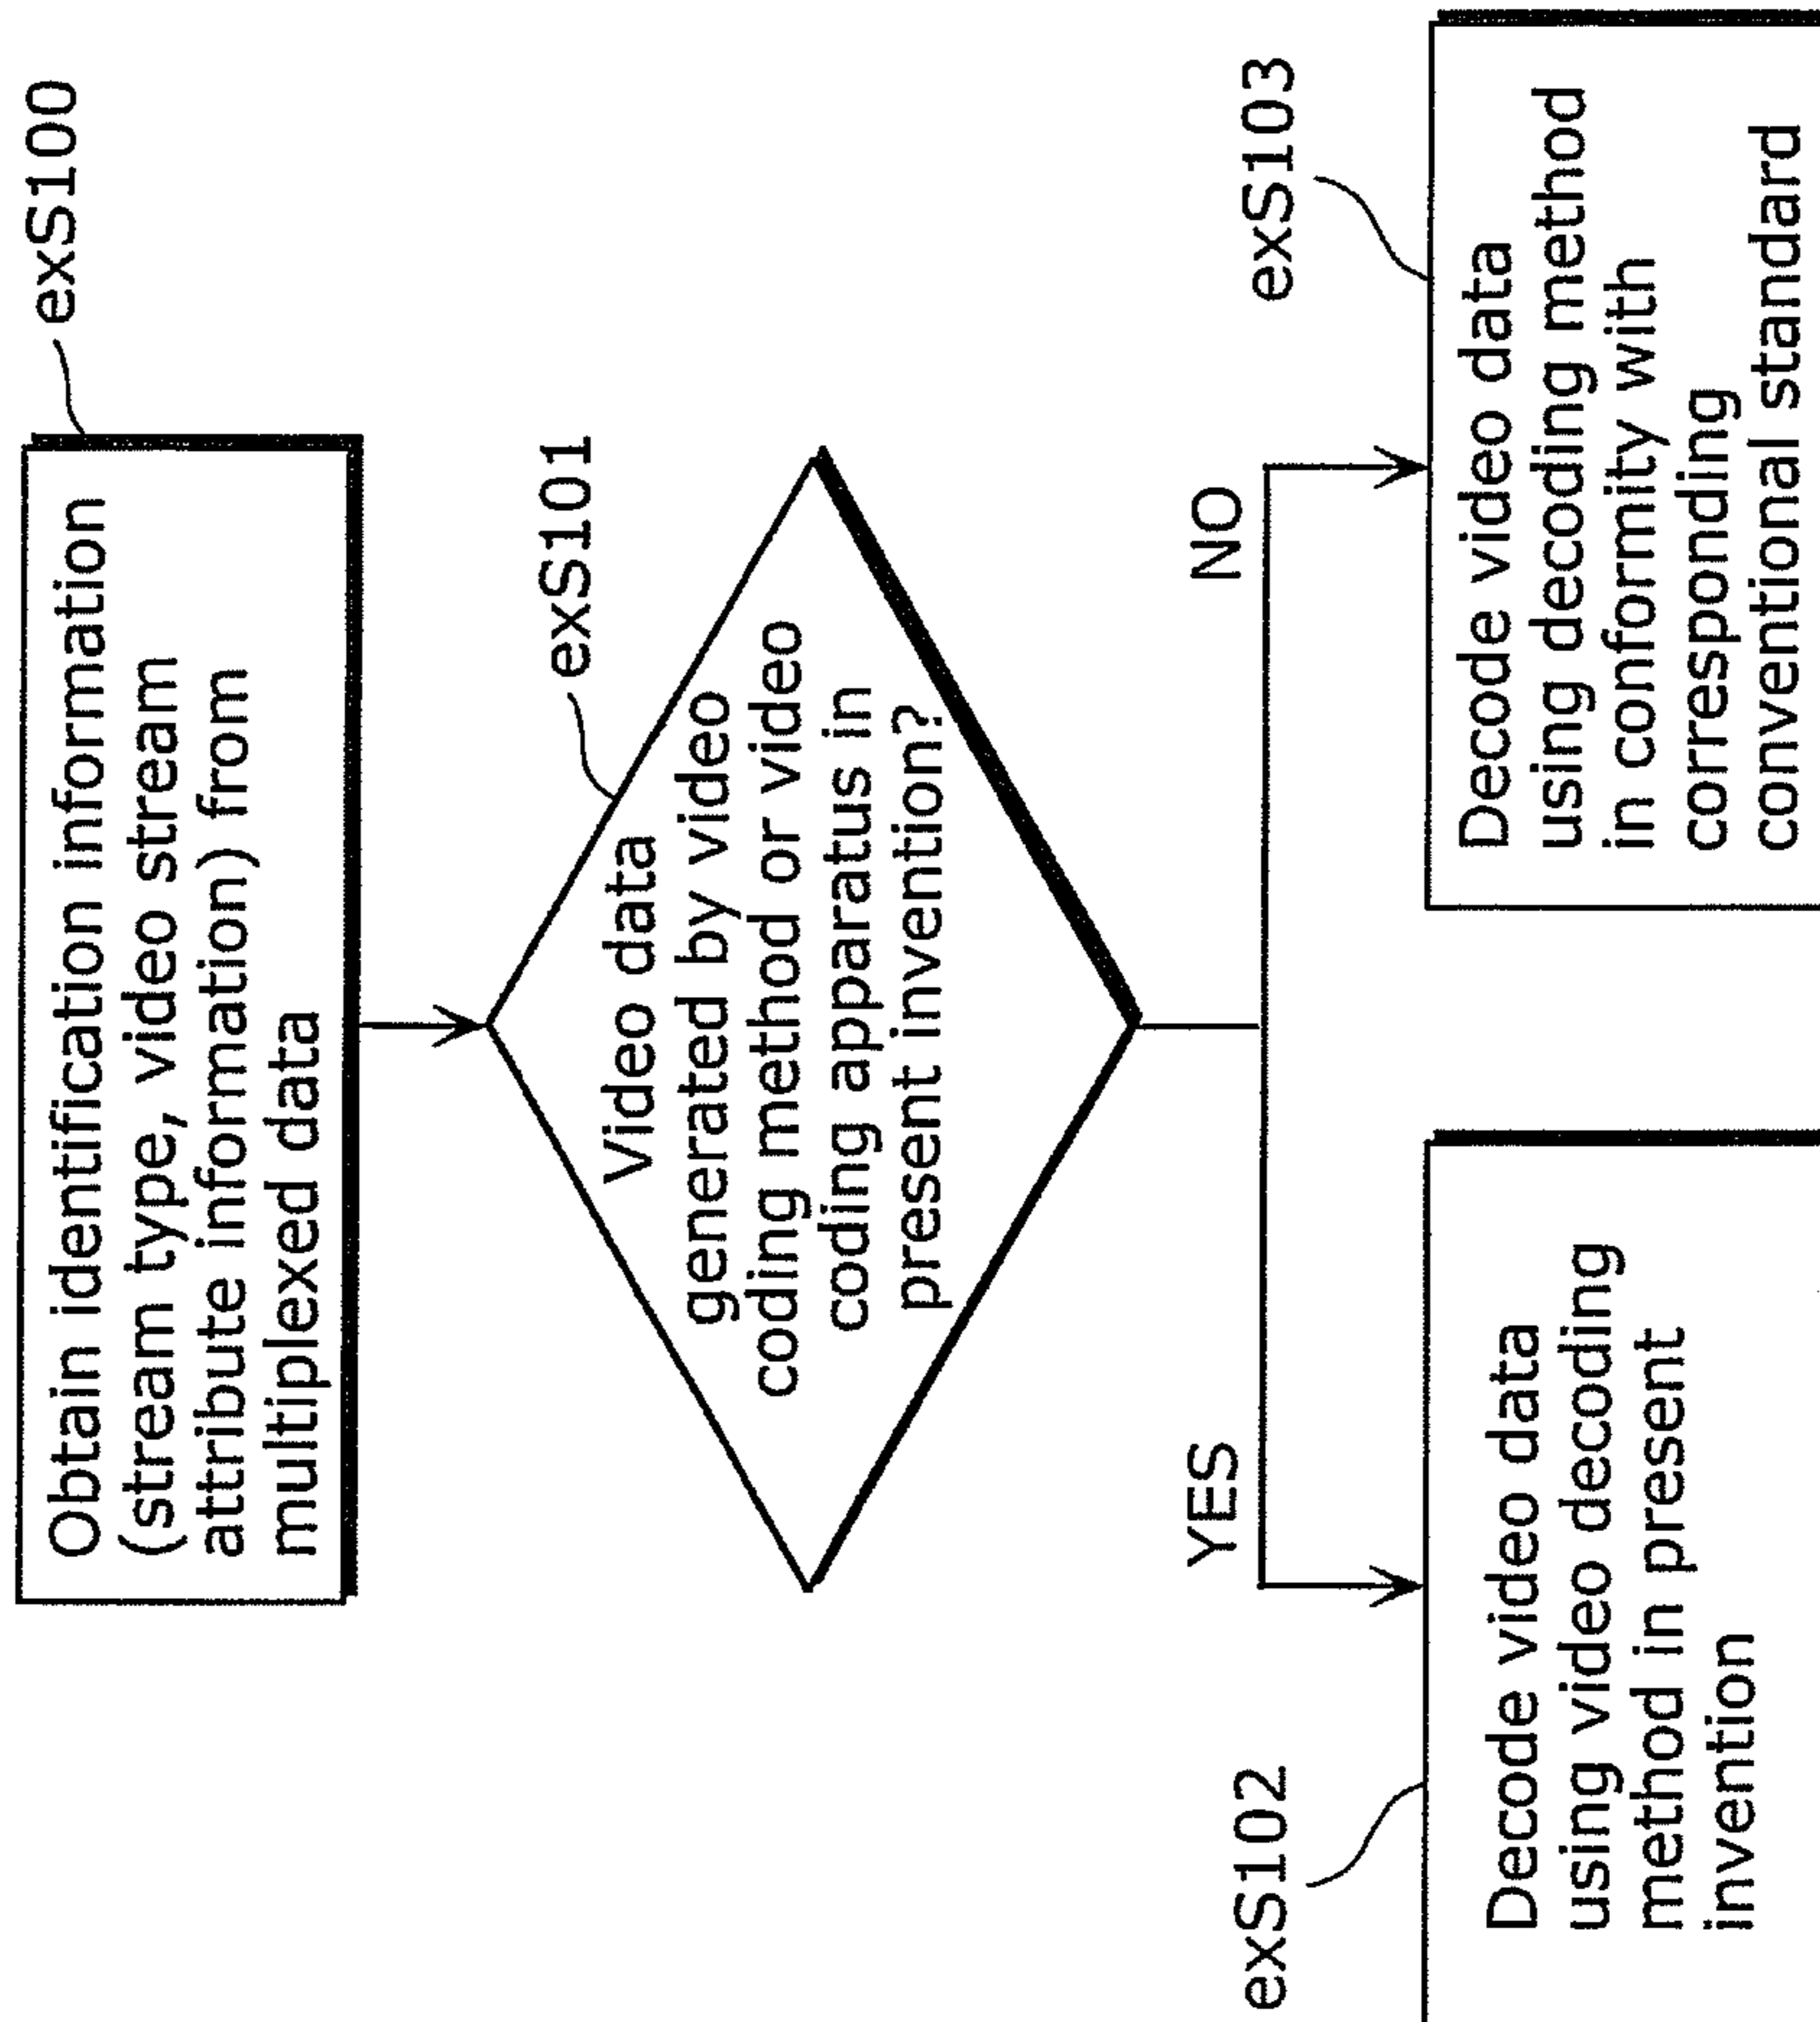 exS100
Obtain identification information
(stream type, video stream
attribute information) from
multiplexed data
exS101
Video data
generated by video
coding method or video
coding apparatus in
present invention?
YES
NO
exS102
Decode video data
using video decoding
method in present
invention
exS103
Decode video data
using decoding method
in conformity with
corresponding
conventional standard